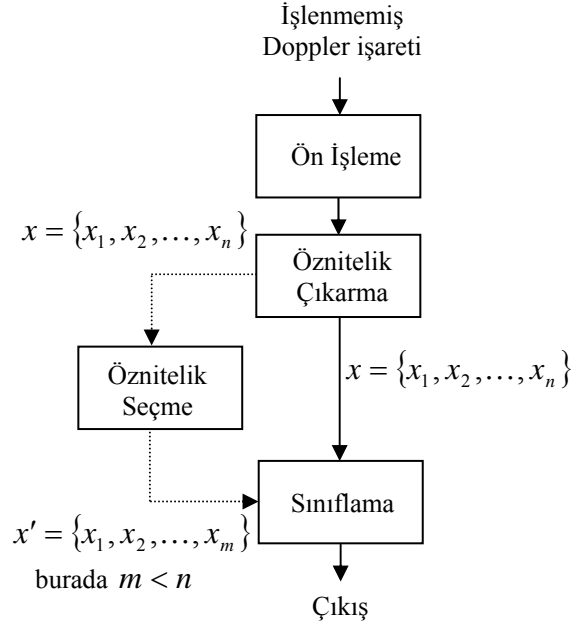 İşlenmemiş
Doppler işareti
Ön İşleme
x = {x₁, x₂, …, xₙ}
Öznitelik
Çıkarma
Öznitelik
Seçme
x = {x₁, x₂, …, xₙ}
Sınıflama
x′ = {x₁, x₂, …, xₘ}
burada m < n
Çıkış